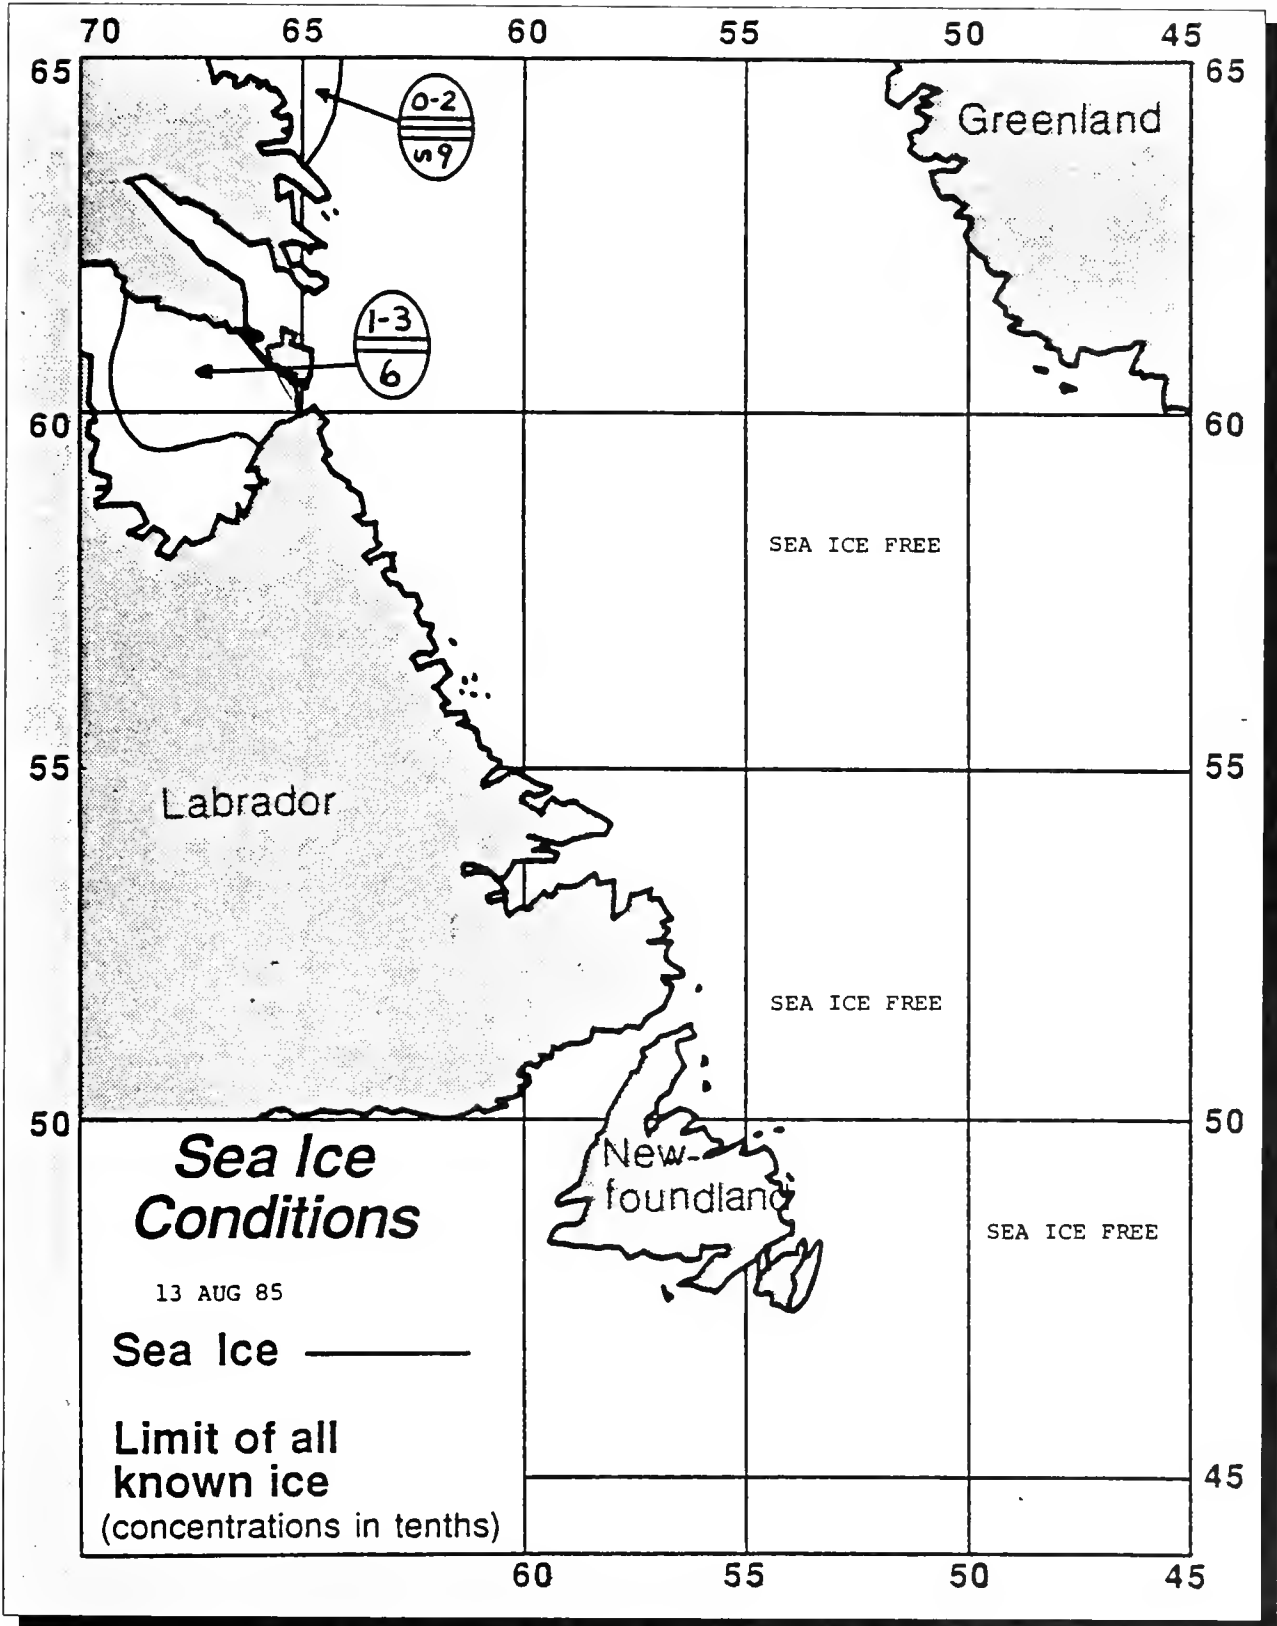 70 65 60 55 50 45
65 65
0-2
5 9
Greenland
1-3
6
60 60
SEA ICE FREE
55 55
Labrador
SEA ICE FREE
50 50
Sea Ice
Conditions
New-
foundland
SEA ICE FREE
13 AUG 85
Sea Ice
Limit of all
known ice
45
(concentrations in tenths)
60 55 50 45